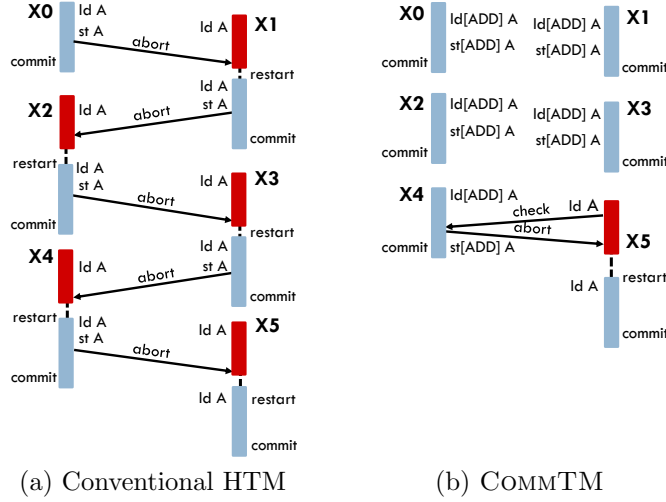 X0
ld A
st A
abort
ld A
X1
commit
restart
ld A
st A
X2
ld A
abort
commit
restart
ld A
st A
abort
ld A
X3
commit
restart
ld A
st A
X4
ld A
abort
commit
restart
ld A
st A
abort
ld A
X5
commit
ld A
restart
commit
(a) Conventional HTM
X0
ld[ADD] A
st[ADD] A
commit
ld[ADD] A
st[ADD] A
X1
commit
X2
ld[ADD] A
st[ADD] A
commit
ld[ADD] A
st[ADD] A
X3
commit
X4
ld[ADD] A
check
ld A
abort
commit
st[ADD] A
X5
restart
ld A
commit
(b) CommTM